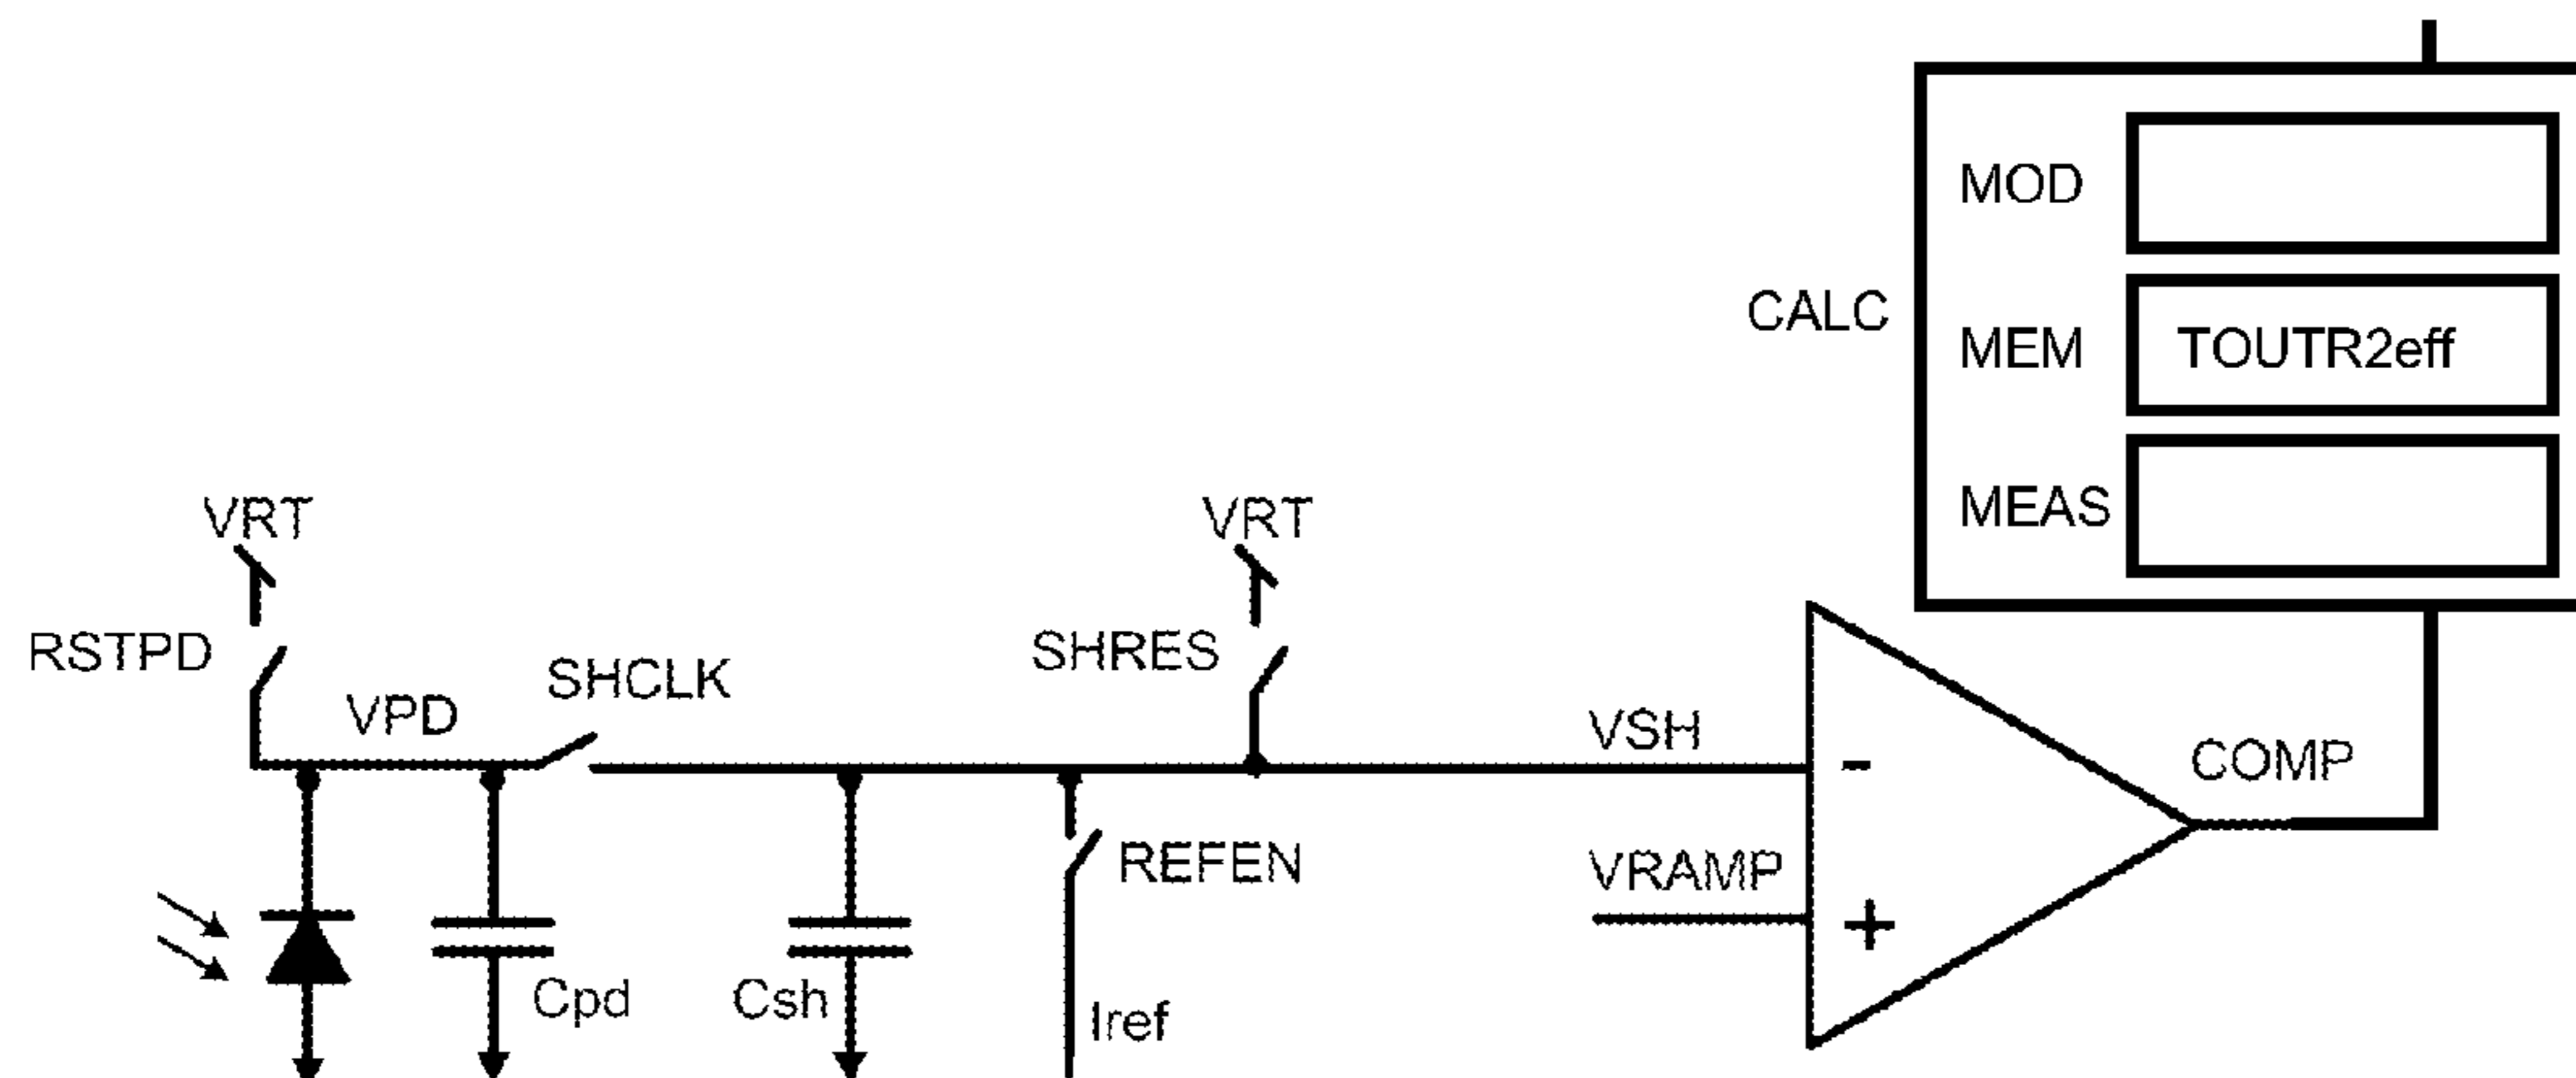 MOD
CALC
MEM
TOUTR2eff
MEAS
VRT
VRT
RSTPD
SHRES
SHCLK
VPD
VSH
COMP
-
REFEN
VRAMP
+
Cpd
Csh
Iref